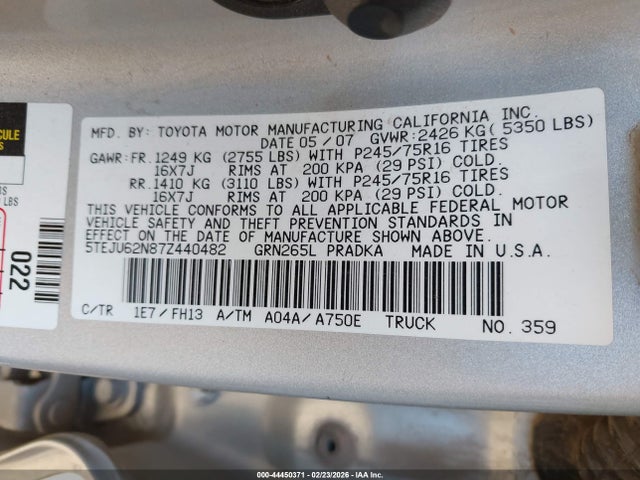 MFD. BY: TOYOTA MOTOR MANUFACTURING CALIFORNIA INC.
DATE 05/07 GVWR: 2426 KG( 5350 LBS)
GAWR: FR. 1249 KG (2755 LBS) WITH P245/75R16 TIRES
16X7J RIMS AT 200 KPA (29 PSI) COLD.
RR. 1410 KG (3110 LBS) WITH P245/75R16 TIRES
16X7J RIMS AT 200 KPA (29 PSI) COLD.
THIS VEHICLE CONFORMS TO ALL APPLICABLE FEDERAL MOTOR
VEHICLE SAFETY AND THEFT PREVENTION STANDARDS IN
EFFECT ON THE DATE OF MANUFACTURE SHOWN ABOVE.
5TEJU62N87Z440482 GRN265L PRADKA MADE IN U.S.A.
C/TR 1E7/FH13 A/TM A04A/A750E TRUCK NO. 359
022
000-44450371 - 02/23/2026 - IAAI.com